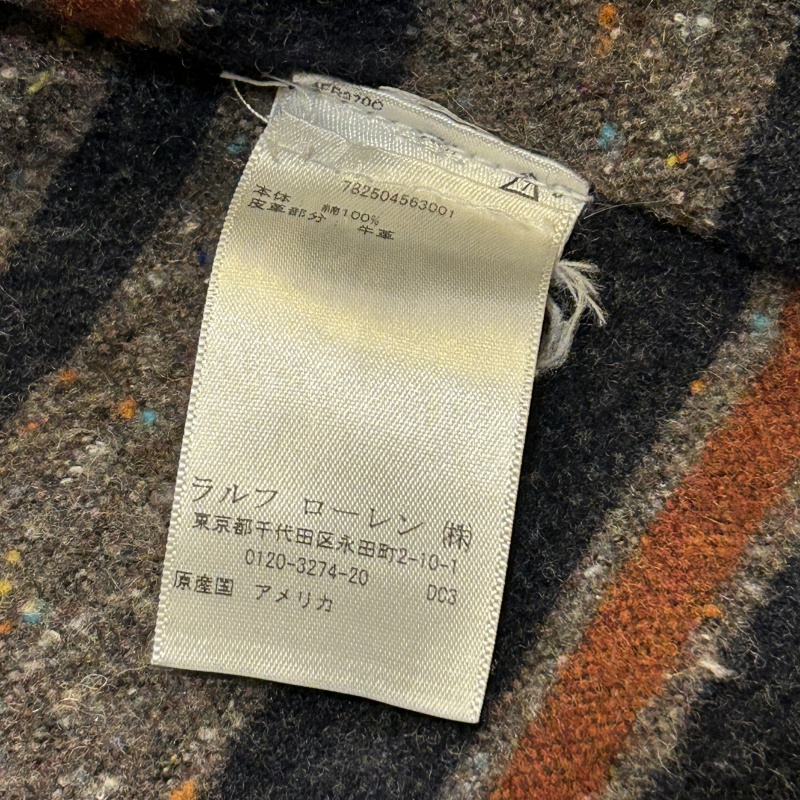 782504563001
本体 綿100%
皮革部分 牛革
ラルフ ローレン ㈱
東京都千代田区永田町2-10-1
0120-3274-20 DC3
原産国 アメリカ